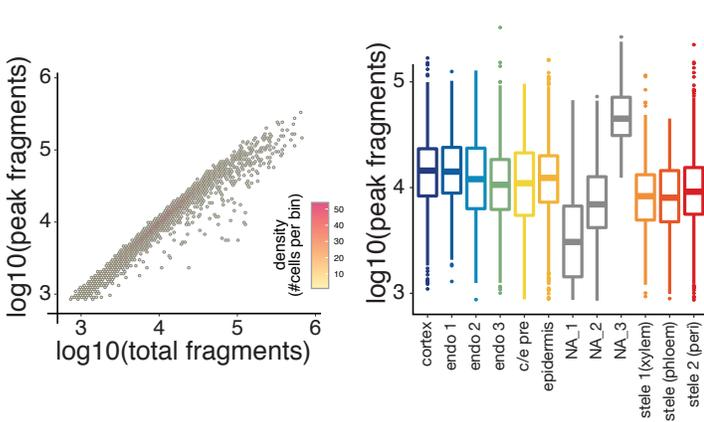 log10(peak fragments)
6
5
4
3
3
4
5
6
log10(total fragments)
density
(#cells per bin)
50
40
30
20
10
log10(peak fragments)
5
4
3
cortex
endo 1
endo 2
endo 3
c/e pre
epidermis
NA_1
NA_2
NA_3
stele 1(xylem)
stele (phloem)
stele 2 (peri)